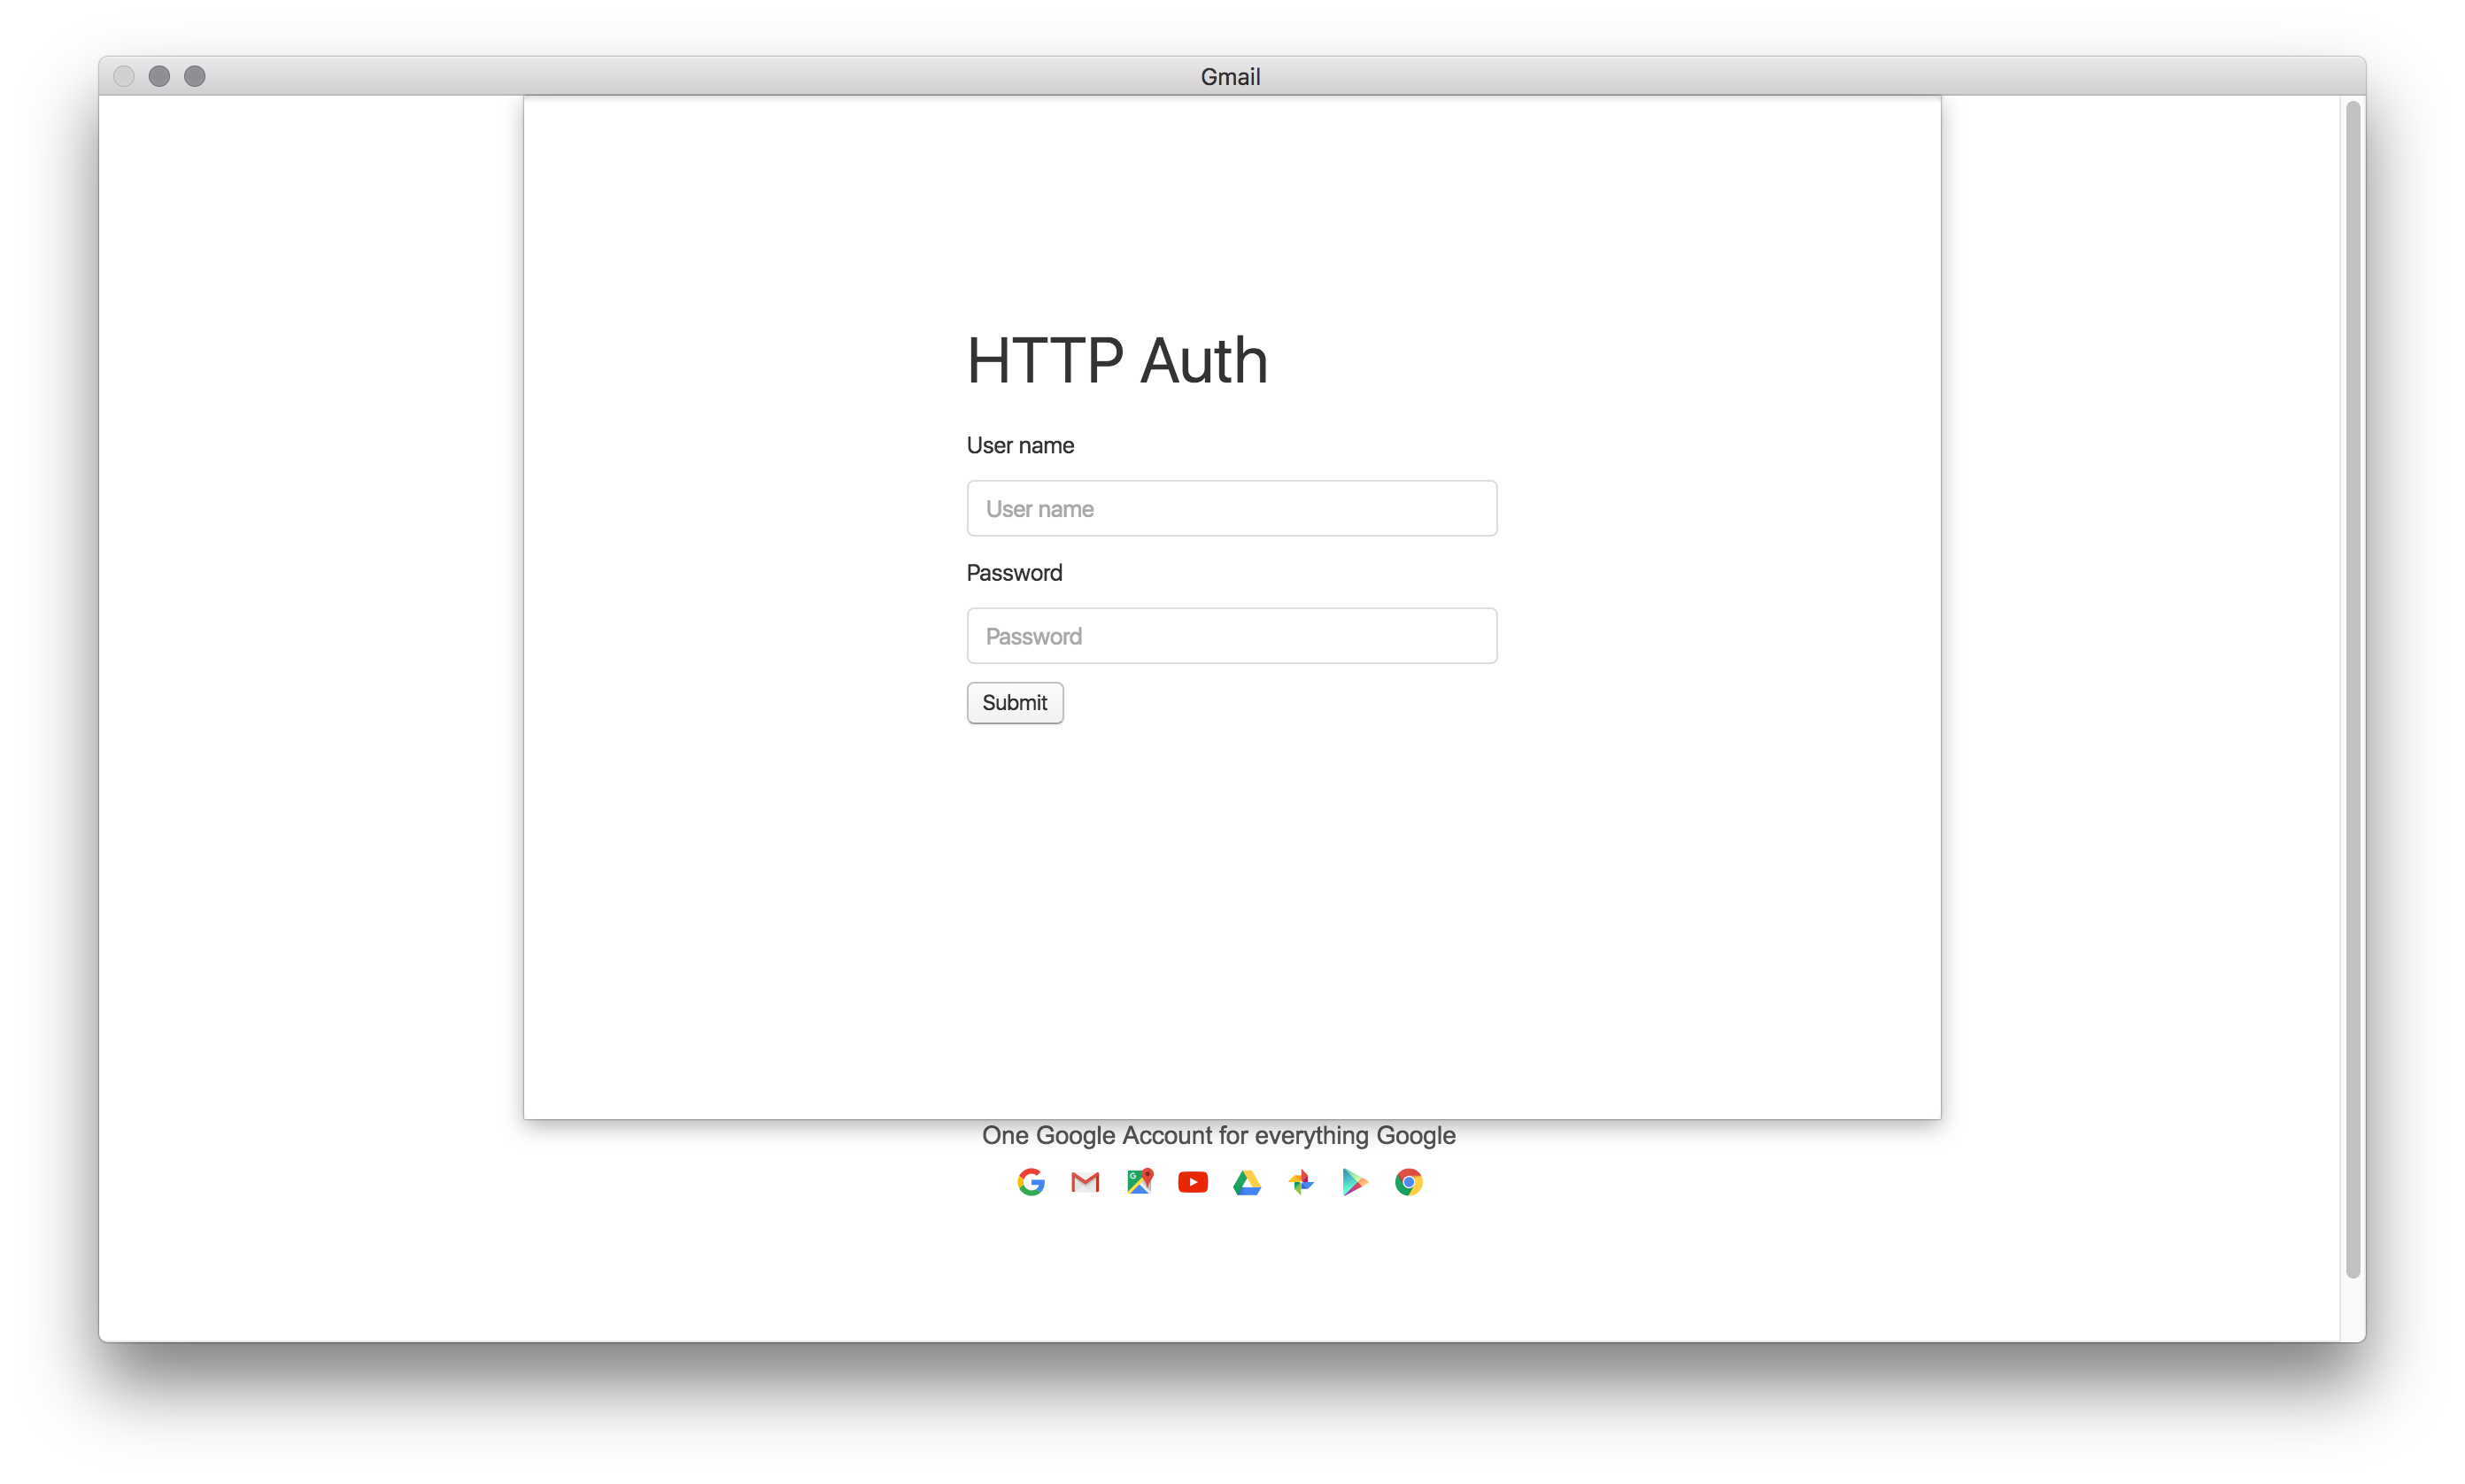 Gmail
HTTP Auth
User name
User name
Password
Password
Submit
One Google Account for everything Google